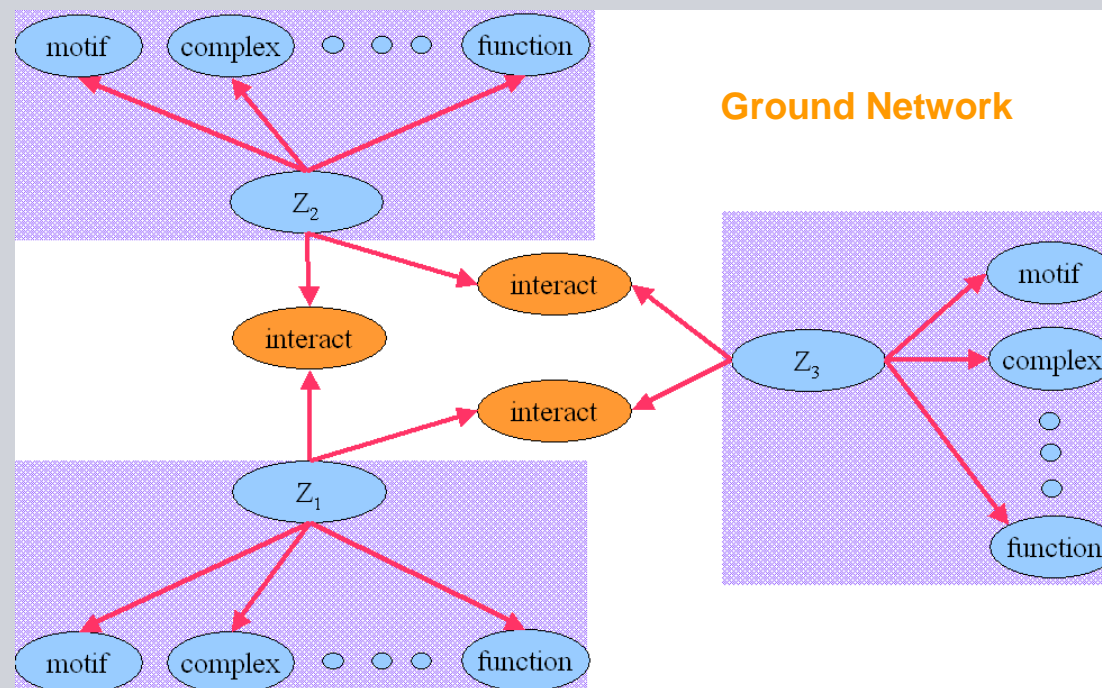 motif complex function
Ground Network
Z₂
interact
motif
interact
Z₃
complex
interact
Z₁
function
motif complex function